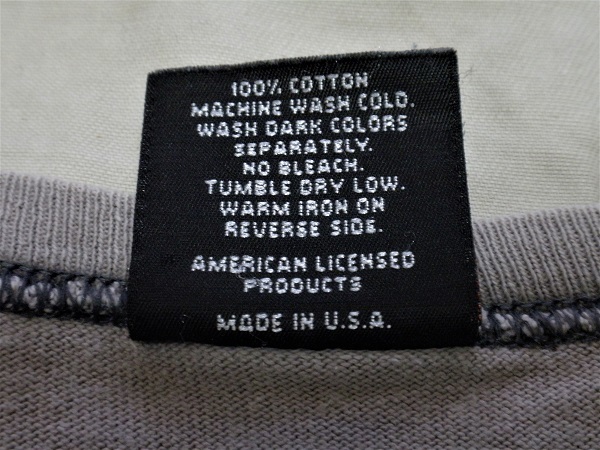 100% COTTON
MACHINE WASH COLD.
WASH DARK COLORS
SEPARATELY.
NO BLEACH.
TUMBLE DRY LOW.
WARM IRON ON
REVERSE SIDE.
AMERICAN LICENSED
PRODUCTS
MADE IN U.S.A.